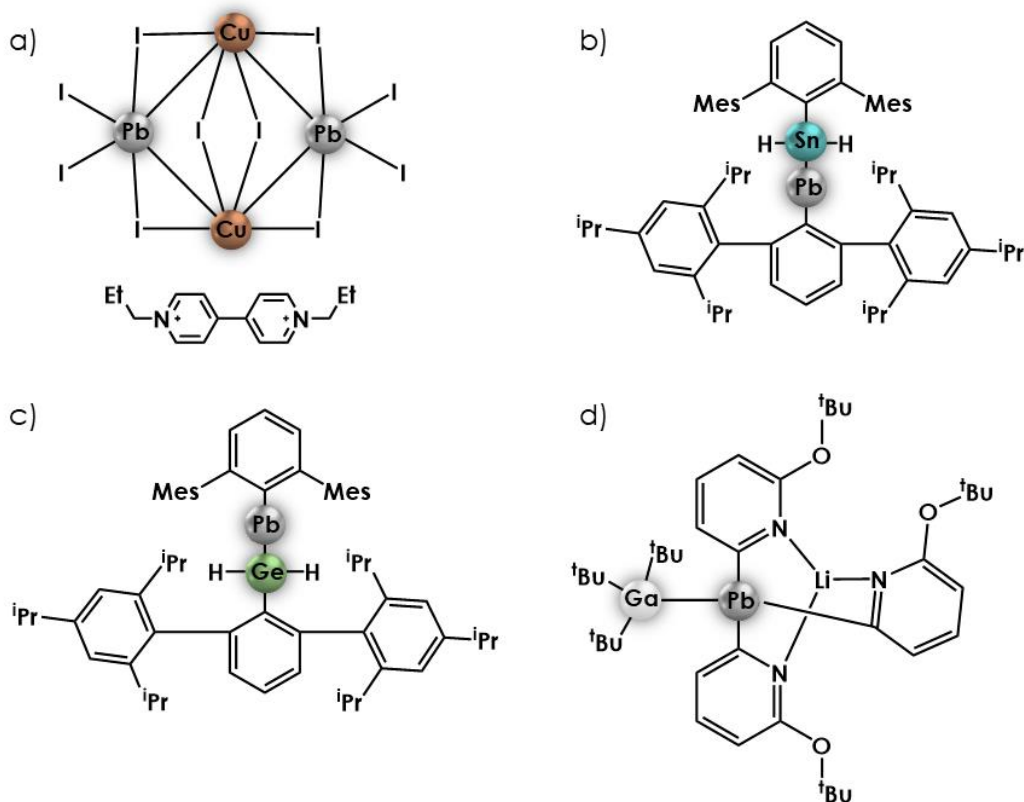 a)
I Cu I
I I
Pb I I Pb
I I
I Cu I
Et Et
N + + N
b)
Mes Mes
H Sn H
Pb
iPr iPr
iPr iPr
iPr iPr
c)
Mes Mes
Pb
H Ge H
iPr iPr
iPr iPr
iPr iPr
d)
tBu
O
tBu
O
N
tBu
tBu
Li N
Ga Pb
tBu
N
O
tBu